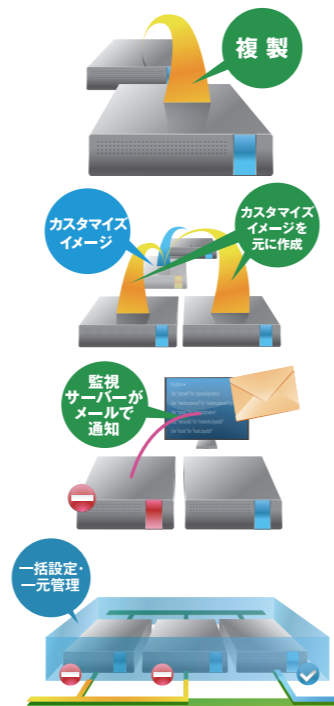 複 製
カスタマイズ
イメージ
カスタマイズ
イメージを
元に作成
監視
サーバーが
メールで
通知
一括設定・
一元管理